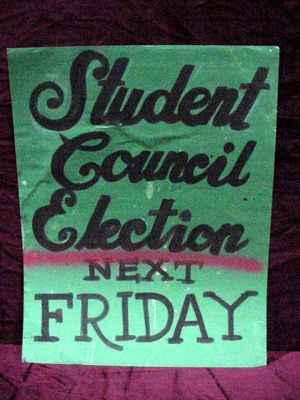 Student
Council
Election
NEXT
FRIDAY